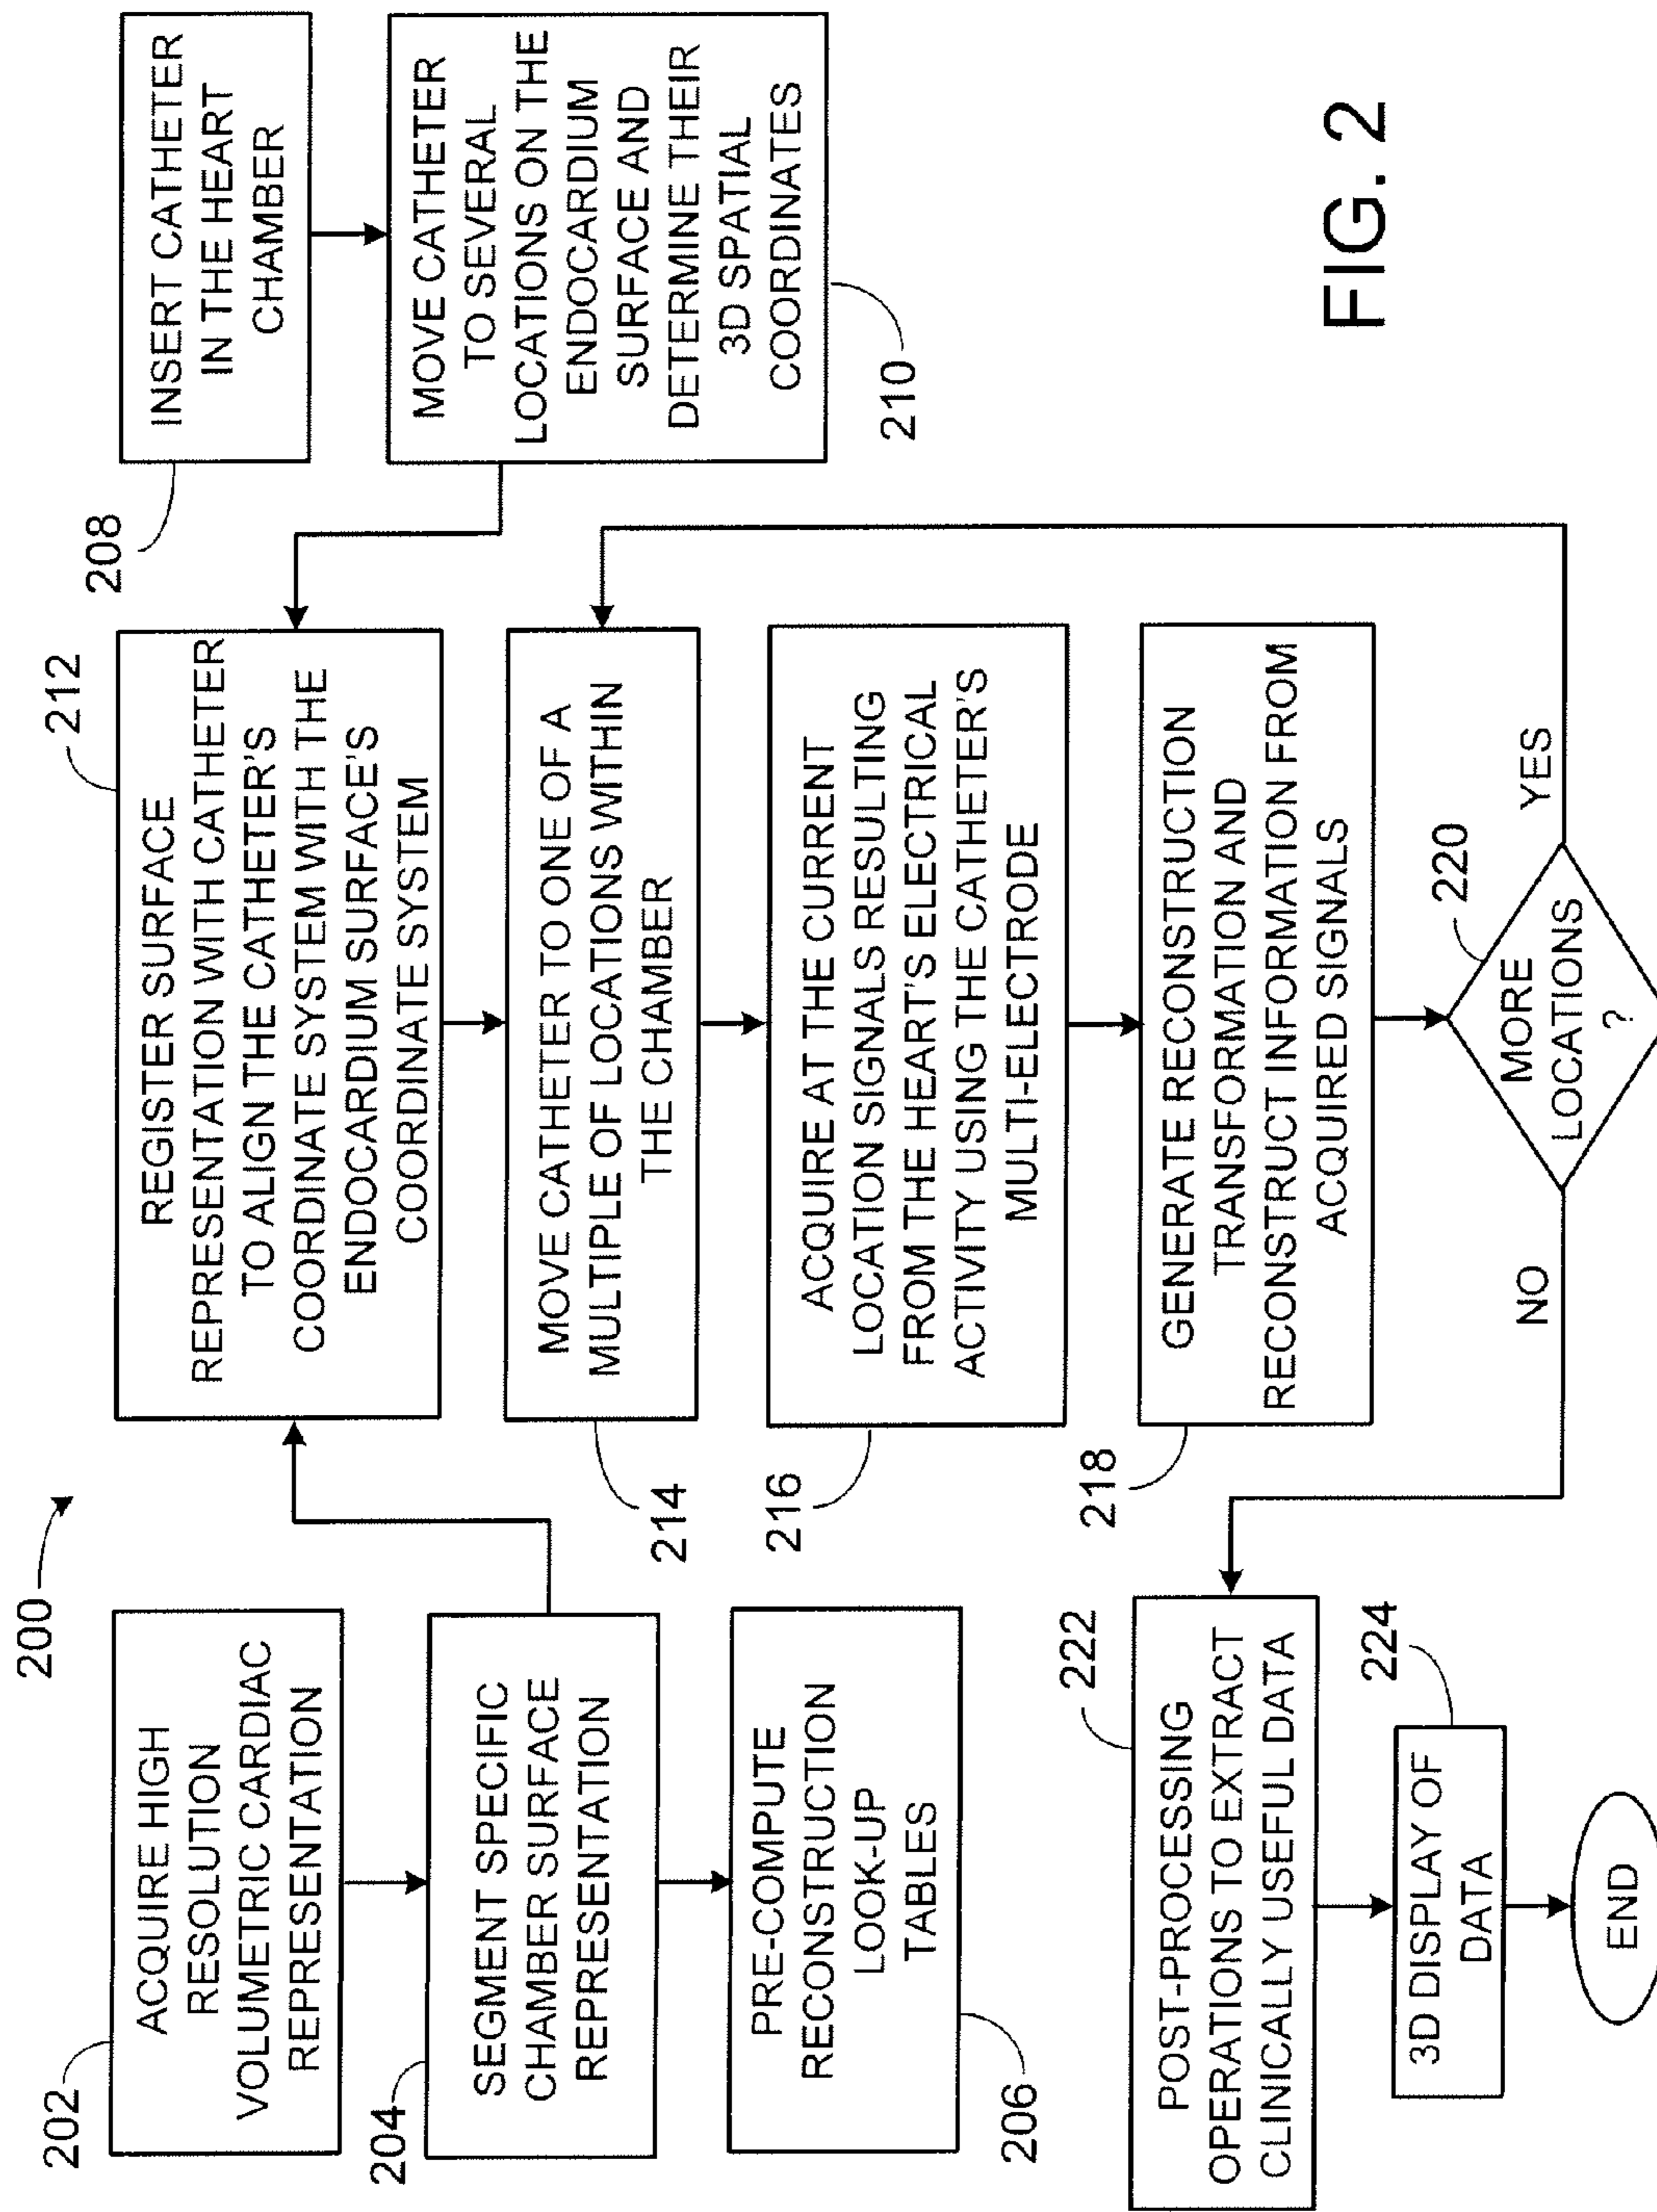 200
202
ACQUIRE HIGH
RESOLUTION
VOLUMETRIC CARDIAC
REPRESENTATION
204
SEGMENT SPECIFIC
CHAMBER SURFACE
REPRESENTATION
206
PRE-COMPUTE
RECONSTRUCTION
LOOK-UP
TABLES
208
INSERT CATHETER
IN THE HEART
CHAMBER
210
MOVE CATHETER
TO SEVERAL
LOCATIONS ON THE
ENDOCARDIUM
SURFACE AND
DETERMINE THEIR
3D SPATIAL
COORDINATES
212
REGISTER SURFACE
REPRESENTATION WITH CATHETER
TO ALIGN THE CATHETER'S
COORDINATE SYSTEM WITH THE
ENDOCARDIUM SURFACE'S
COORDINATE SYSTEM
214
MOVE CATHETER TO ONE OF A
MULTIPLE OF LOCATIONS WITHIN
THE CHAMBER
216
ACQUIRE AT THE CURRENT
LOCATION SIGNALS RESULTING
FROM THE HEART'S ELECTRICAL
ACTIVITY USING THE CATHETER'S
MULTI-ELECTRODE
218
GENERATE RECONSTRUCTION
TRANSFORMATION AND
RECONSTRUCT INFORMATION FROM
ACQUIRED SIGNALS
220
MORE
LOCATIONS
?
NO
YES
222
POST-PROCESSING
OPERATIONS TO EXTRACT
CLINICALLY USEFUL DATA
224
3D DISPLAY OF
DATA
END
FIG. 2